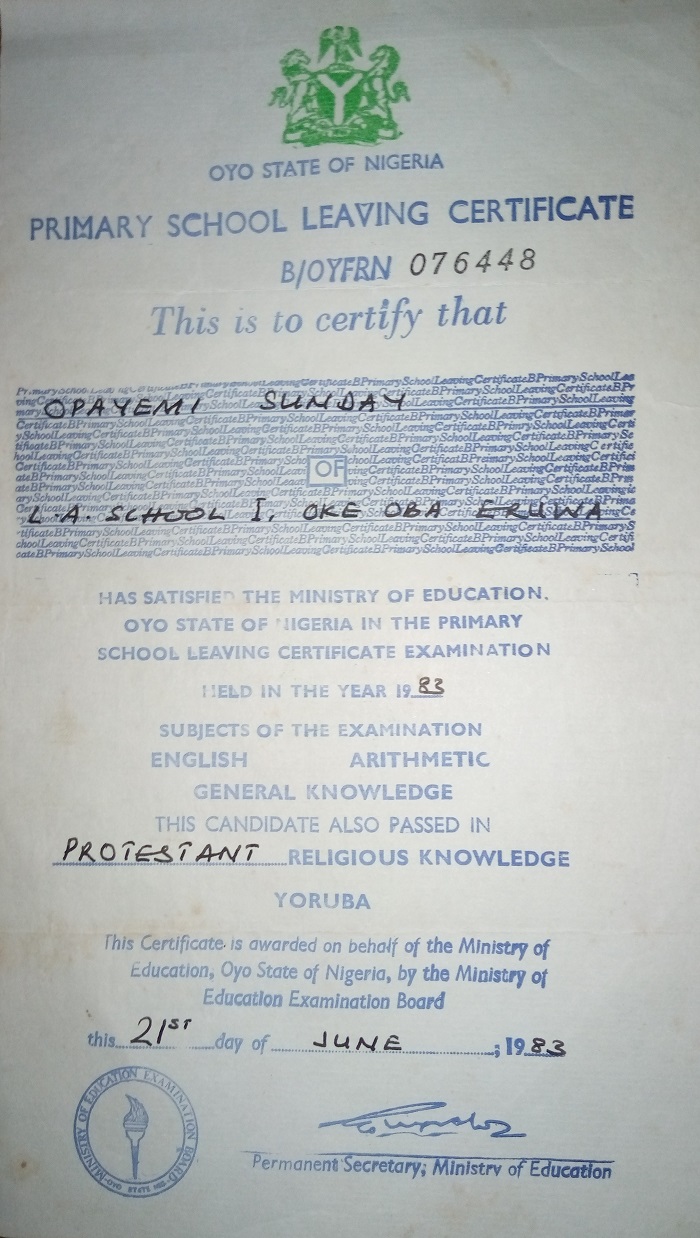 OYO STATE OF NIGERIA
PRIMARY SCHOOL LEAVING CERTIFICATE
B/OYFRN 076448
This is to certify that
OPAYEMI SUNDAY
OF
L.A. SCHOOL I, OKE OBA ERUWA
HAS SATISFIED THE MINISTRY OF EDUCATION.
OYO STATE OF NIGERIA IN THE PRIMARY
SCHOOL LEAVING CERTIFICATE EXAMINATION
HELD IN THE YEAR 1983
SUBJECTS OF THE EXAMINATION
ENGLISH ARITHMETIC
GENERAL KNOWLEDGE
THIS CANDIDATE ALSO PASSED IN
PROTESTANT RELIGIOUS KNOWLEDGE
YORUBA
This Certificate is awarded on behalf of the Ministry of
Education, Oyo State of Nigeria, by the Ministry of
Education Examination Board
this 21ST day of JUNE ; 1983
MINISTRY OF EDUCATION EXAMINATION BOARD
OYO STATE
Permanent Secretary; Ministry of Education